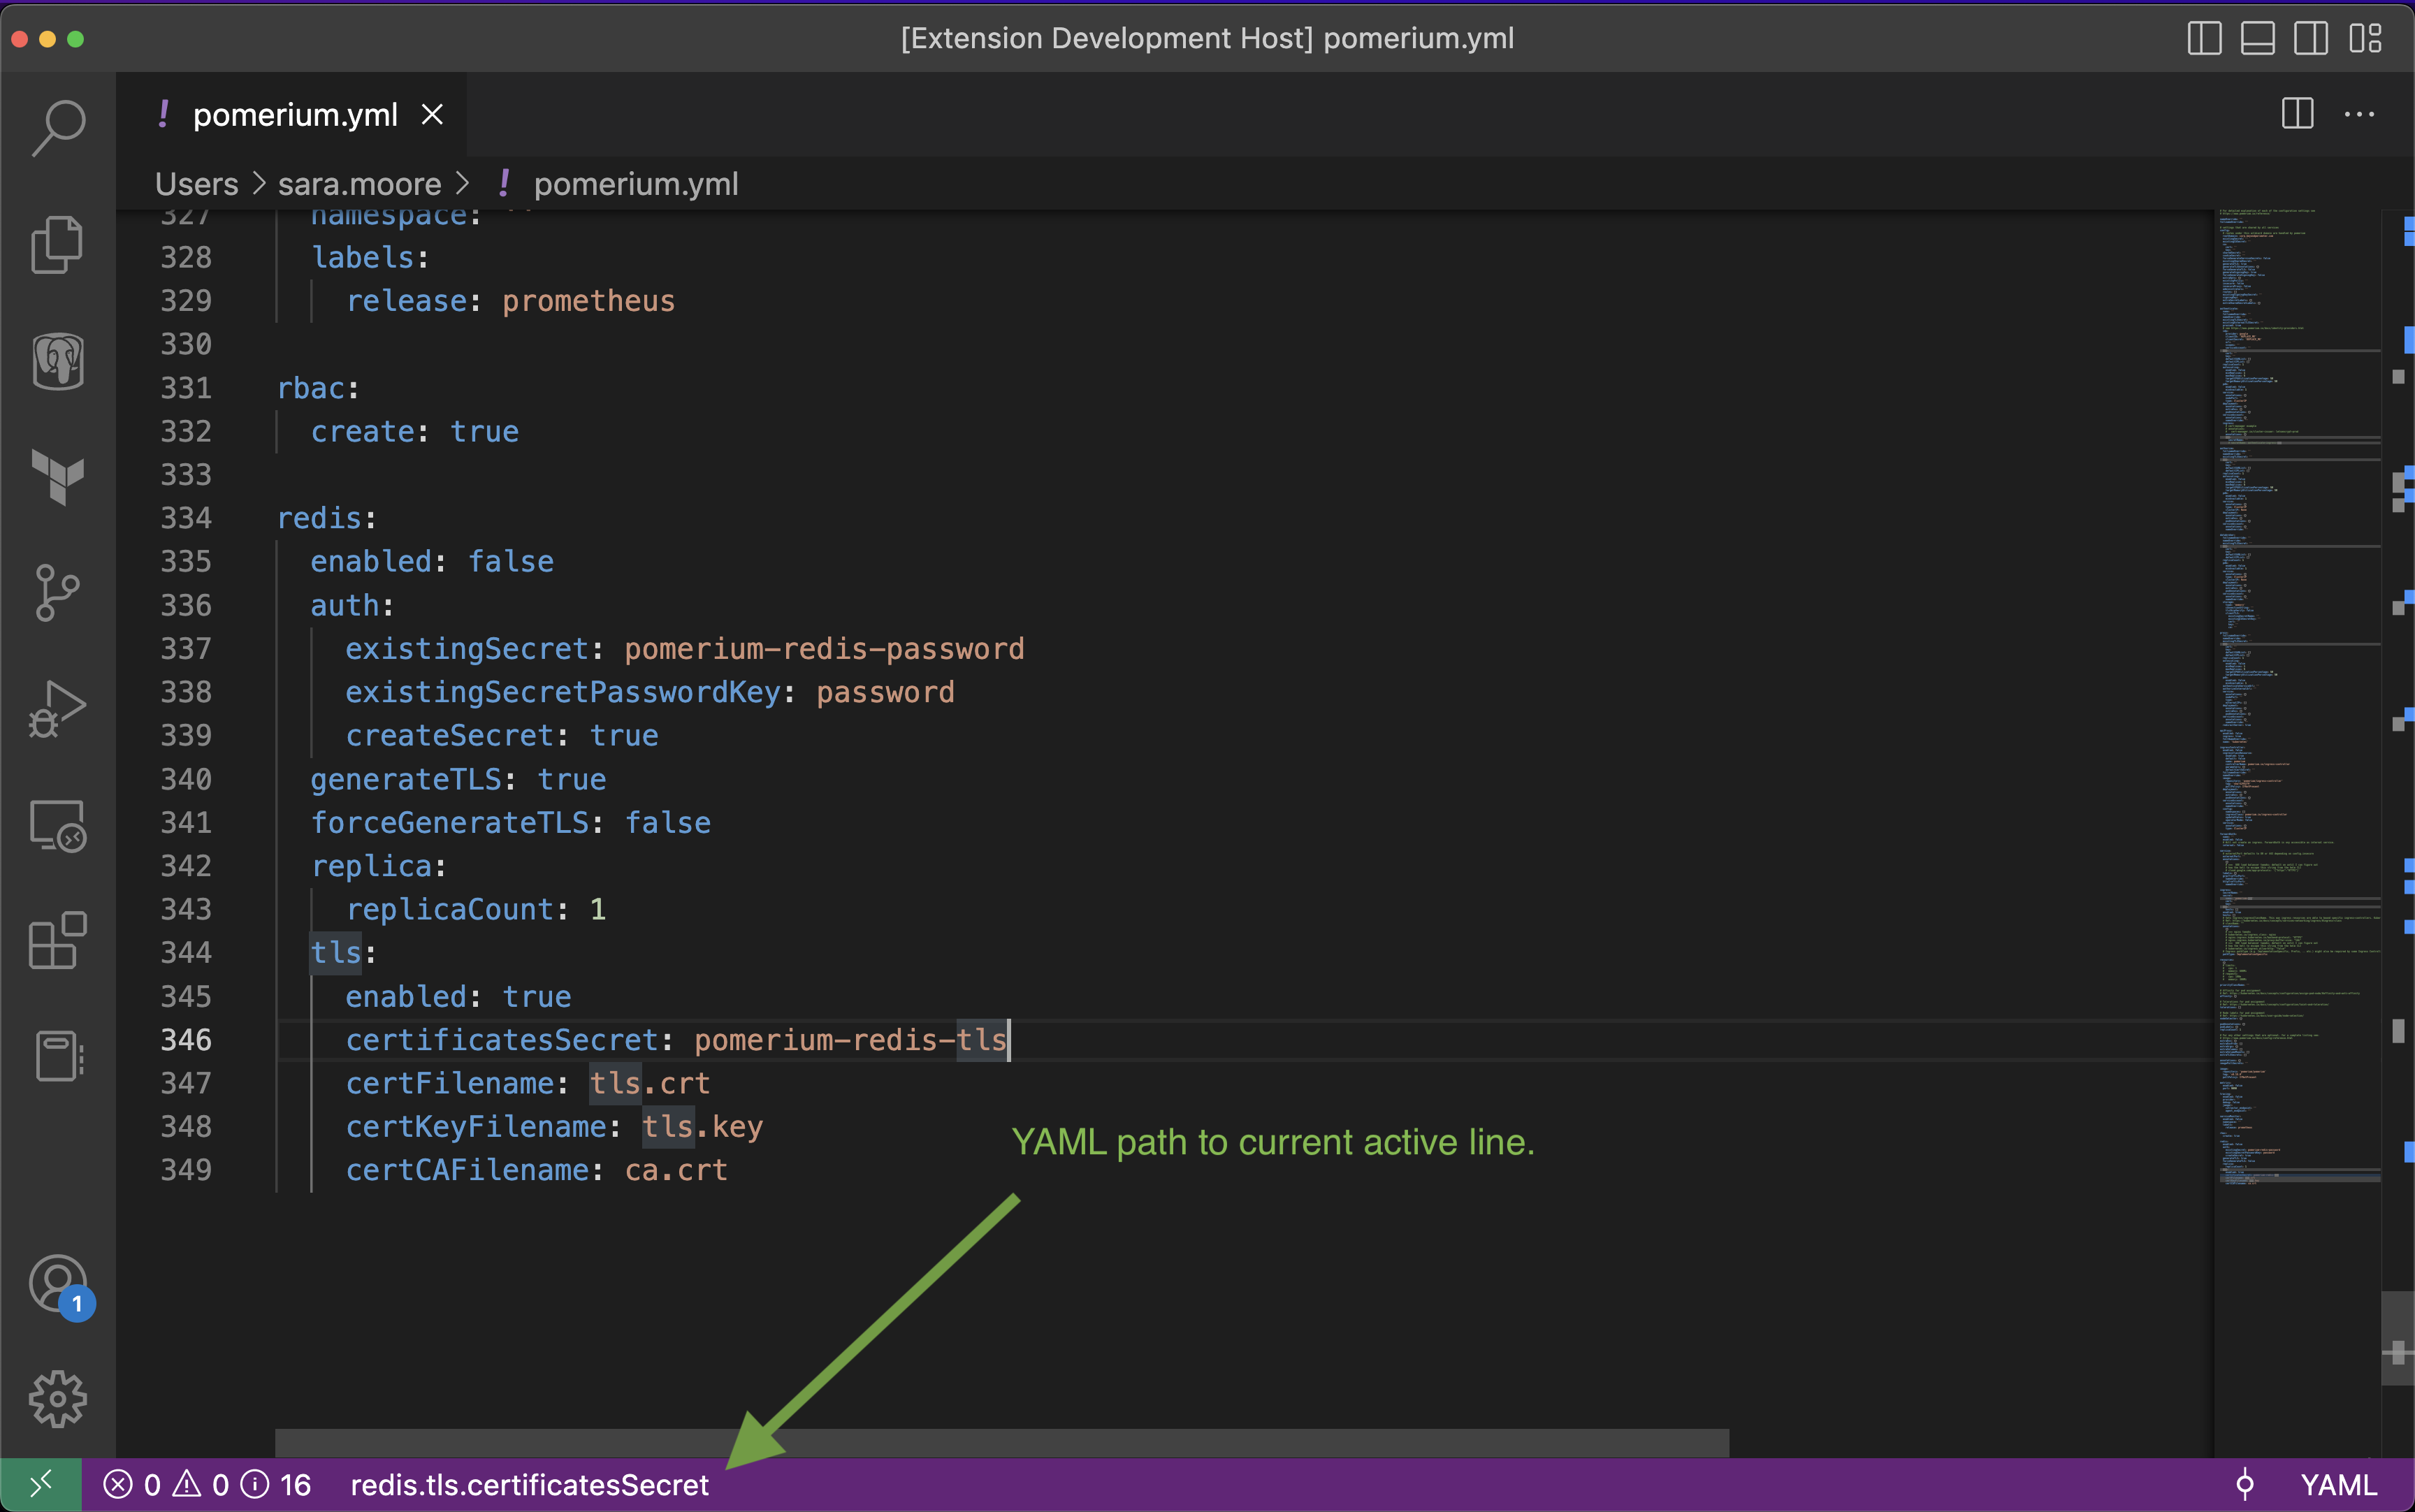 [Extension Development Host] pomerium.yml
! pomerium.yml
Users > sara.moore > ! pomerium.yml
327 namespace: ""
328 labels:
329 release: prometheus
330
331 rbac:
332 create: true
333
334 redis:
335 enabled: false
336 auth:
337 existingSecret: pomerium-redis-password
338 existingSecretPasswordKey: password
339 createSecret: true
340 generateTLS: true
341 forceGenerateTLS: false
342 replica:
343 replicaCount: 1
344 tls:
345 enabled: true
346 certificatesSecret: pomerium-redis-tls
347 certFilename: tls.crt
348 certKeyFilename: tls.key
349 certCAFilename: ca.crt
YAML path to current active line.
1
0 0 16 redis.tls.certificatesSecret YAML